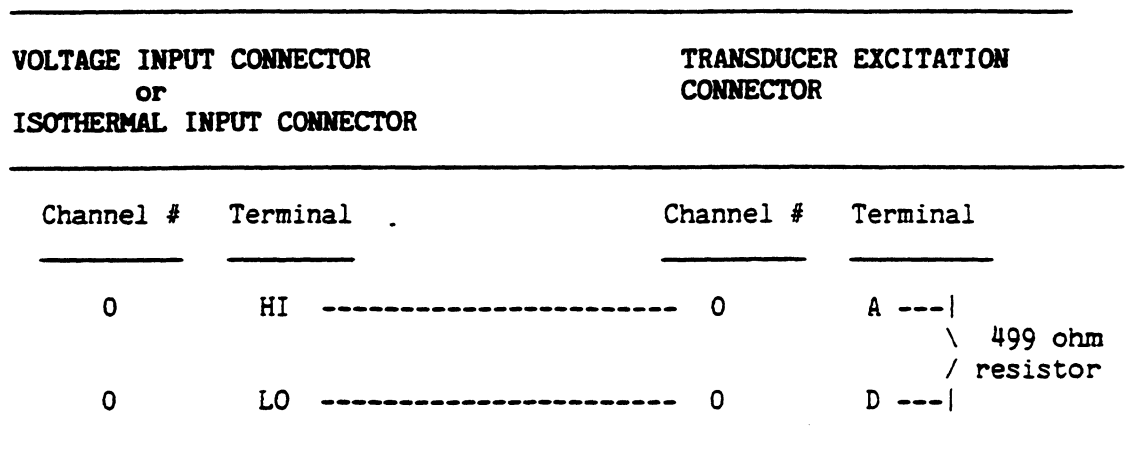 VOLTAGE INPUT CONNECTOR TRANSDUCER EXCITATION
or CONNECTOR
ISOTHERMAL INPUT CONNECTOR
Channel # Terminal . Channel # Terminal
0 HI ----------------------- 0 A ---|
\ 499 ohm
/ resistor
0 LO ----------------------- 0 D ---|